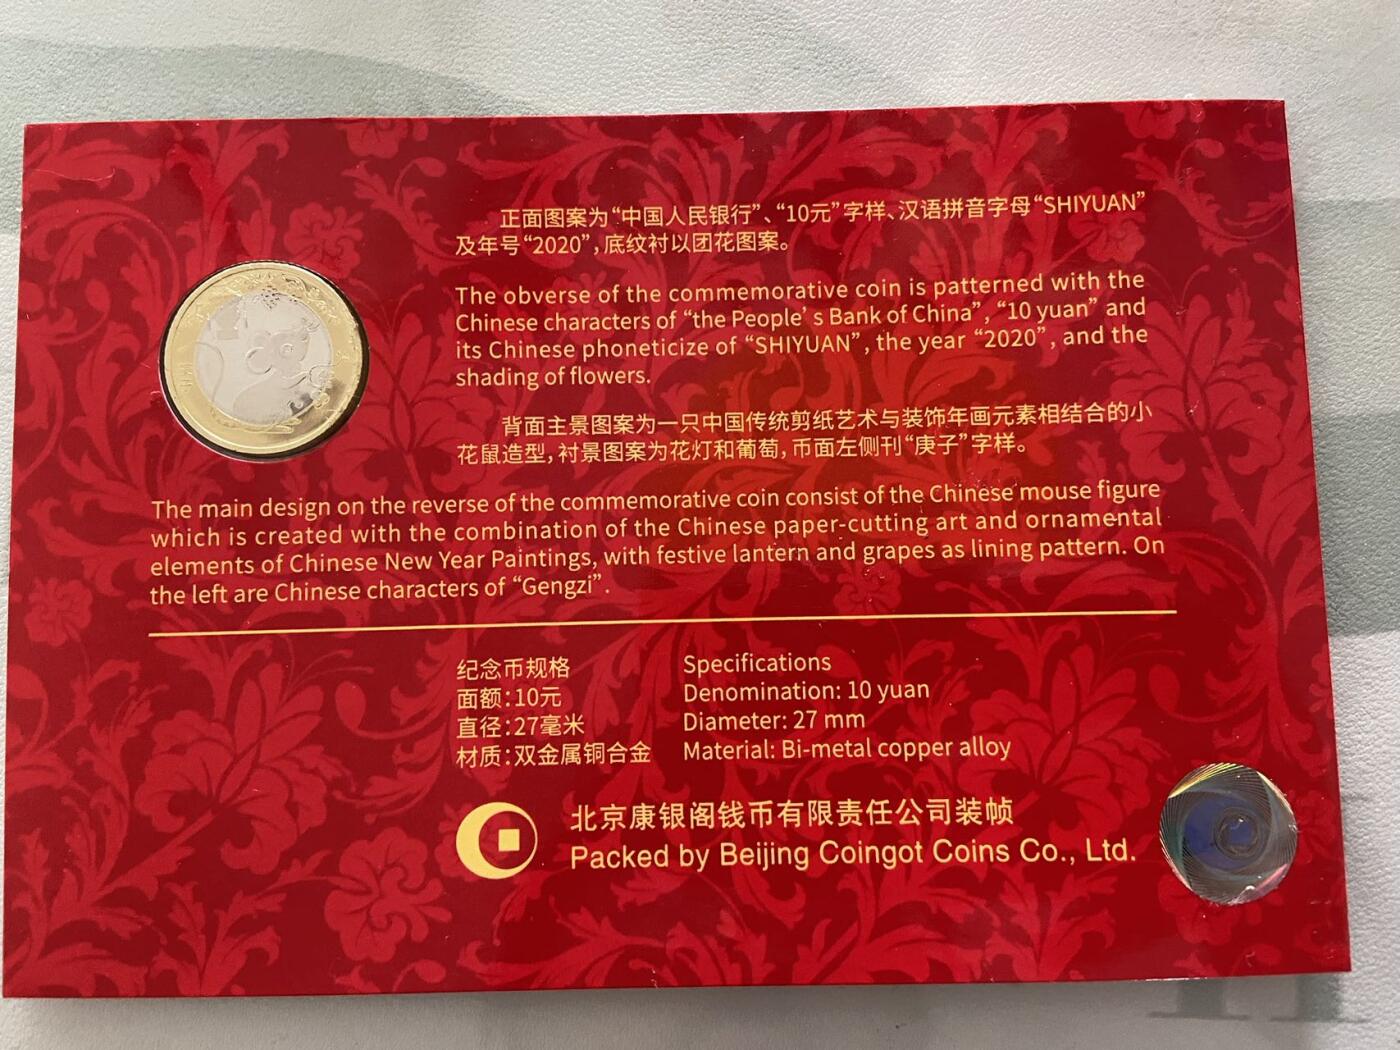 正面图案为“中国人民银行”、“10元”字样、汉语拼音字母“SHIYUAN”
及年号“2020”，底纹衬以团花图案。
The obverse of the commemorative coin is patterned with the
Chinese characters of “the People’ s Bank of China”, “10 yuan” and
its Chinese phoneticize of “SHIYUAN”, the year “2020”, and the
shading of flowers.
背面主景图案为一只中国传统剪纸艺术与装饰年画元素相结合的小
花鼠造型，衬景图案为花灯和葡萄，币面左侧刊“庚子”字样。
The main design on the reverse of the commemorative coin consist of the Chinese mouse figure
which is created with the combination of the Chinese paper-cutting art and ornamental
elements of Chinese New Year Paintings, with festive lantern and grapes as lining pattern. On
the left are Chinese characters of “Gengzi”.
纪念币规格
面额：10元
直径：27毫米
材质：双金属铜合金
Specifications
Denomination: 10 yuan
Diameter: 27 mm
Material: Bi-metal copper alloy
北京康银阁钱币有限责任公司装帧
Packed by Beijing Coingot Coins Co., Ltd.